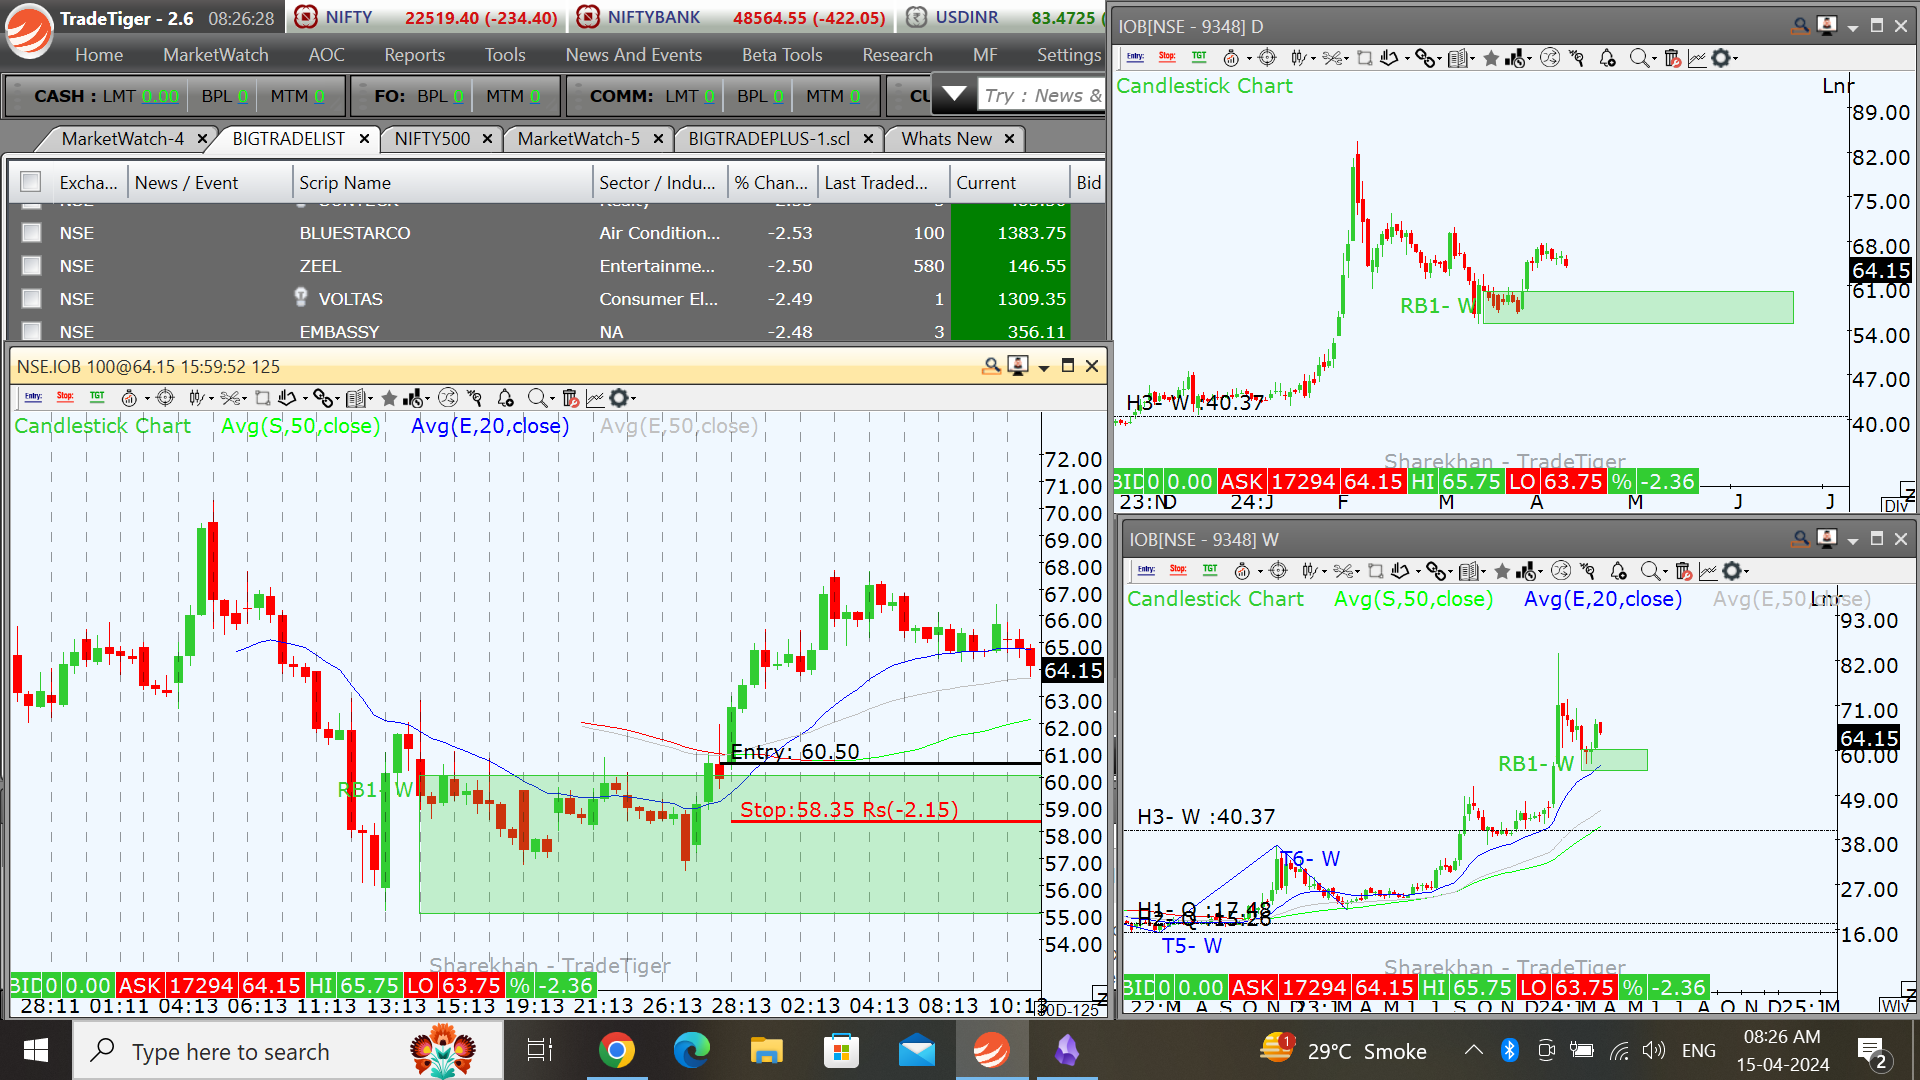 TradeTiger - 2.6 08:26:28 NIFTY 22519.40 (-234.40) NIFTYBANK 48564.55 (-422.05) USDINR 83.4725
Home MarketWatch AOC Reports Tools News And Events Beta Tools Research MF Settings
CASH : LMT 0.00 BPL 0 MTM 0 FO: BPL 0 MTM 0 COMM: LMT 0 BPL 0 MTM 0 Try : News &
MarketWatch-4 BIGTRADELIST NIFTY500 MarketWatch-5 BIGTRADEPLUS-1.scl Whats New
Excha... News / Event Scrip Name Sector / Indu... % Chan... Last Traded... Current Bid
NSE BLUESTARCO Air Condition... -2.53 100 1383.75
NSE ZEEL Entertainme... -2.50 580 146.55
NSE VOLTAS Consumer El... -2.49 1 1309.35
NSE EMBASSY NA -2.48 3 356.11
NSE.IOB 100@64.15 15:59:52 125
Entry: Stop: TGT
Candlestick Chart Avg(S,50,close) Avg(E,20,close) Avg(E,50,close)
72.00
71.00
70.00
69.00
68.00
67.00
66.00
65.00
64.15
63.00
62.00
61.00
60.00
59.00
58.00
57.00
56.00
55.00
54.00
Entry: 60.50
RB1- W
Stop:58.35 Rs(-2.15)
Sharekhan - TradeTiger
BID 0 0.00 ASK 17294 64.15 HI 65.75 LO 63.75 % -2.36
28:11 01:11 04:13 06:13 11:13 13:13 15:13 19:13 21:13 26:13 28:13 02:13 04:13 08:13 10:13
IOB[NSE - 9348] D
Entry: Stop: TGT
Candlestick Chart Lnr
89.00
82.00
75.00
68.00
64.15
61.00
54.00
47.00
40.00
RB1- W
H3- W :40.37
Sharekhan - TradeTiger
BID 0 0.00 ASK 17294 64.15 HI 65.75 LO 63.75 % -2.36
23:N D 24:J F M A M J J
IOB[NSE - 9348] W
Entry: Stop: TGT
Candlestick Chart Avg(S,50,close) Avg(E,20,close) Avg(E,50,close) Lnr
93.00
82.00
71.00
64.15
60.00
49.00
38.00
27.00
16.00
RB1- W
H3- W :40.37
T6- W
H1- Q :17.48
H2- Q :15.26
T5- W
Sharekhan - TradeTiger
BID 0 0.00 ASK 17294 64.15 HI 65.75 LO 63.75 % -2.36
Type here to search
29°C Smoke ENG 08:26 AM
15-04-2024
2